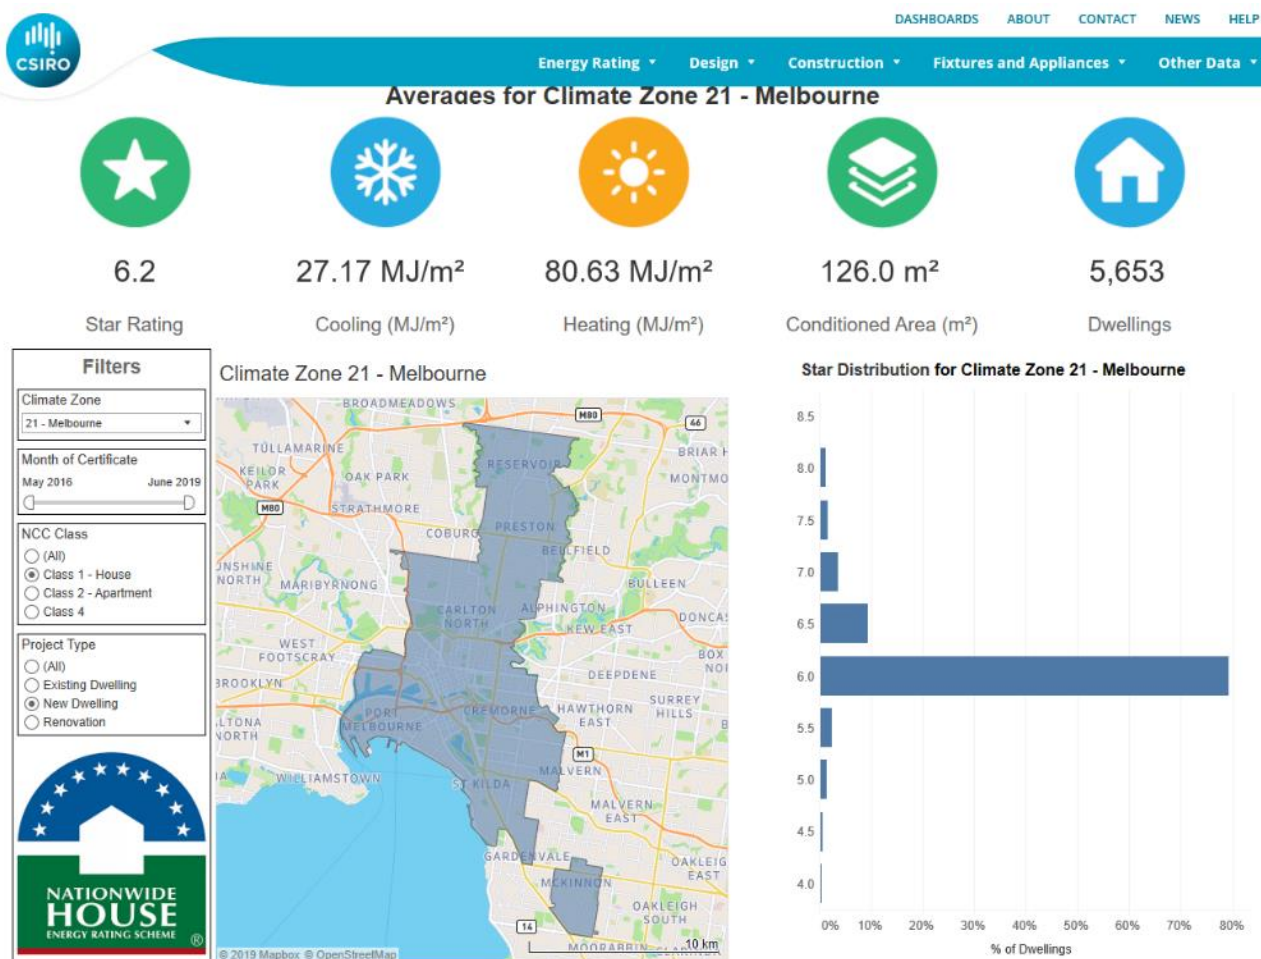 DASHBOARDS ABOUT CONTACT NEWS HELP
CSIRO
Energy Rating Design Construction Fixtures and Appliances Other Data
Averages for Climate Zone 21 - Melbourne
6.2 27.17 MJ/m² 80.63 MJ/m² 126.0 m² 5,653
Star Rating Cooling (MJ/m²) Heating (MJ/m²) Conditioned Area (m²) Dwellings
Filters
Climate Zone
21 - Melbourne
Month of Certificate
May 2016 June 2019
NCC Class
(All)
Class 1 - House
Class 2 - Apartment
Class 4
Project Type
(All)
Existing Dwelling
New Dwelling
Renovation
NATIONWIDE
HOUSE
ENERGY RATING SCHEME ®
Climate Zone 21 - Melbourne
BROADMEADOWS
M80
46
TULLAMARINE
RESERVOIR
BRIAR H
KEILOR
PARK
OAK PARK
MONTMO
M80
STRATHMORE
COBURG
PRESTON
BELLFIELD
UNSHINE
NORTH
MARIBYRNONG
BULLEEN
CARLTON
NORTH
ALPHINGTON
DONCAS
KEW EAST
WEST
FOOTSCRAY
BOX
NOR
DEEPDENE
BROOKLYN
SURREY
HILLS
PORT
MELBOURNE
CREMORNE
HAWTHORN
EAST
LTONA
NORTH
M1
MALVERN
WILLIAMSTOWN
ST KILDA
MALVERN
EAST
GARDENVALE
OAKLEIG
EAST
MCKINNON
OAKLEIGH
SOUTH
14
MOORABBIN
10 km
© 2019 Mapbox © OpenStreetMap
Star Distribution for Climate Zone 21 - Melbourne
8.5
8.0
7.5
7.0
6.5
6.0
5.5
5.0
4.5
4.0
0% 10% 20% 30% 40% 50% 60% 70% 80%
% of Dwellings